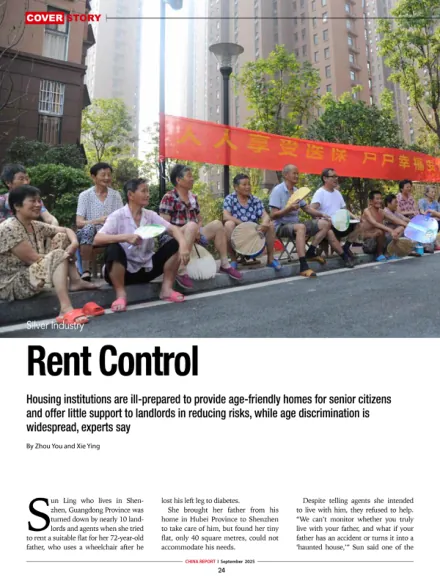 COVER STORY
人人享受医保 户户幸福安
Silver Industry
Rent Control
Housing institutions are ill-prepared to provide age-friendly homes for senior citizens
and offer little support to landlords in reducing risks, while age discrimination is
widespread, experts say
By Zhou You and Xie Ying
Sun Ling who lives in Shen-
zhen, Guangdong Province was
turned down by nearly 10 land-
lords and agents when she tried
to rent a suitable flat for her 72-year-old
father, who uses a wheelchair after he
lost his left leg to diabetes.
She brought her father from his
home in Hubei Province to Shenzhen
to take care of him, but found her tiny
flat, only 40 square metres, could not
accommodate his needs.
Despite telling agents she intended
to live with him, they refused to help.
“We can't monitor whether you truly
live with your father, and what if your
father has an accident or turns it into a
‘haunted house,’” Sun said one of the
CHINA REPORT I September 2025
24